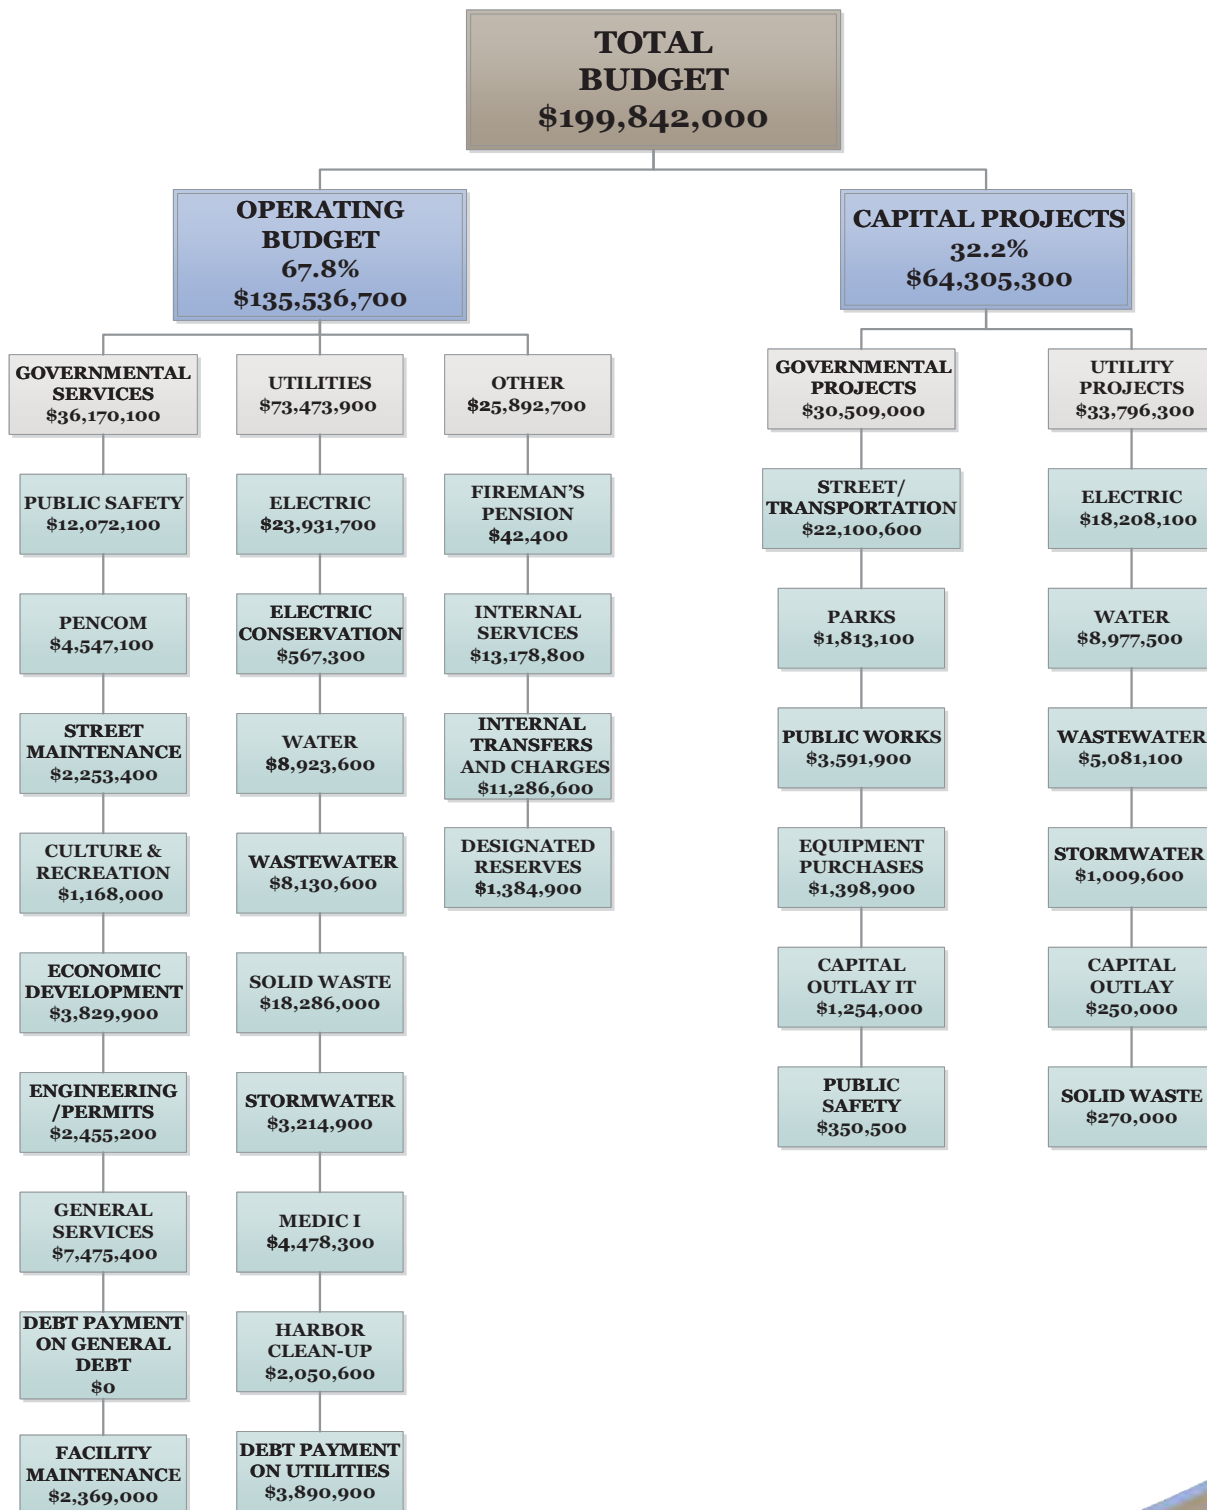 TOTAL
BUDGET
$199,842,000
OPERATING
BUDGET
67.8%
$135,536,700
CAPITAL PROJECTS
32.2%
$64,305,300
GOVERNMENTAL
SERVICES
$36,170,100
UTILITIES
$73,473,900
OTHER
$25,892,700
GOVERNMENTAL
PROJECTS
$30,509,000
UTILITY
PROJECTS
$33,796,300
PUBLIC SAFETY
$12,072,100
PENCOM
$4,547,100
STREET
MAINTENANCE
$2,253,400
CULTURE &
RECREATION
$1,168,000
ECONOMIC
DEVELOPMENT
$3,829,900
ENGINEERING
/PERMITS
$2,455,200
GENERAL
SERVICES
$7,475,400
DEBT PAYMENT
ON GENERAL
DEBT
$0
FACILITY
MAINTENANCE
$2,369,000
ELECTRIC
$23,931,700
ELECTRIC
CONSERVATION
$567,300
WATER
$8,923,600
WASTEWATER
$8,130,600
SOLID WASTE
$18,286,000
STORMWATER
$3,214,900
MEDIC I
$4,478,300
HARBOR
CLEAN-UP
$2,050,600
DEBT PAYMENT
ON UTILITIES
$3,890,900
FIREMAN'S
PENSION
$42,400
INTERNAL
SERVICES
$13,178,800
INTERNAL
TRANSFERS
AND CHARGES
$11,286,600
DESIGNATED
RESERVES
$1,384,900
STREET/
TRANSPORTATION
$22,100,600
PARKS
$1,813,100
PUBLIC WORKS
$3,591,900
EQUIPMENT
PURCHASES
$1,398,900
CAPITAL
OUTLAY IT
$1,254,000
PUBLIC
SAFETY
$350,500
ELECTRIC
$18,208,100
WATER
$8,977,500
WASTEWATER
$5,081,100
STORMWATER
$1,009,600
CAPITAL
OUTLAY
$250,000
SOLID WASTE
$270,000